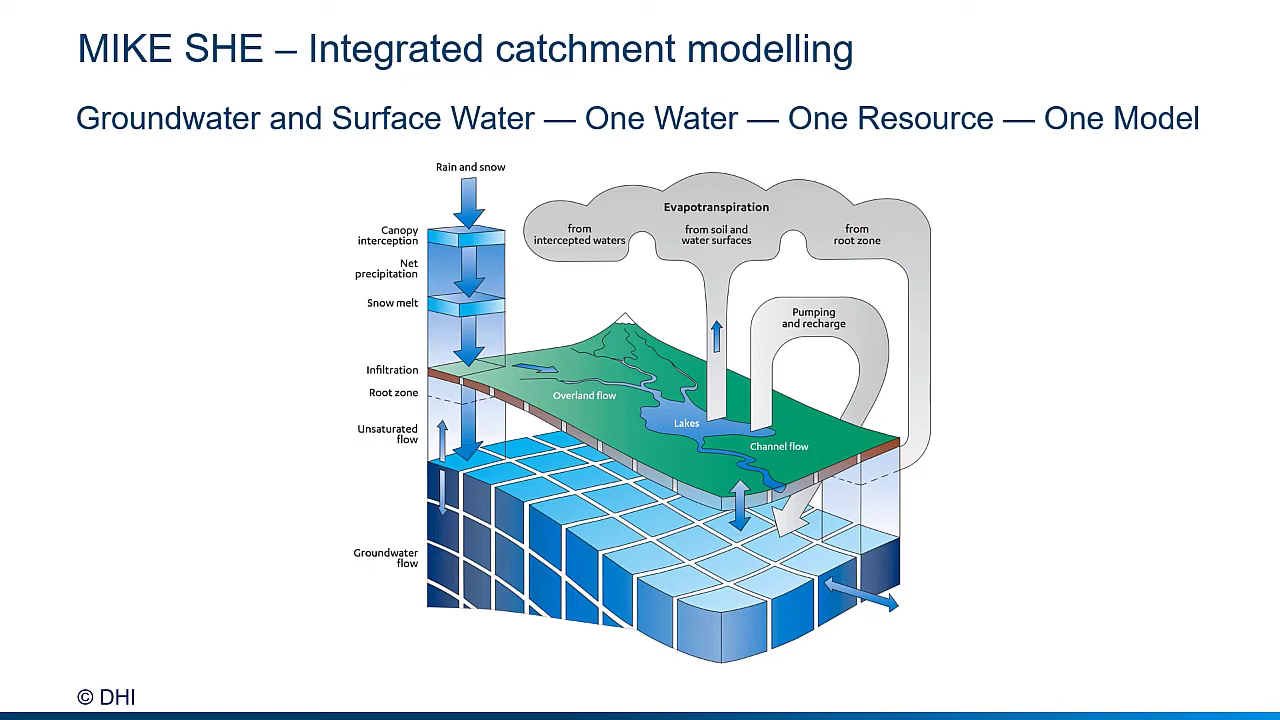 MIKE SHE – Integrated catchment modelling
Groundwater and Surface Water — One Water — One Resource — One Model
Rain and snow
Canopy
interception
Net
precipitation
Snow melt
Infiltration
Root zone
Unsaturated
flow
Groundwater
flow
Evapotranspiration
from
intercepted waters
from soil and
water surfaces
from
root zone
Pumping
and recharge
Overland flow
Lakes
Channel flow
© DHI